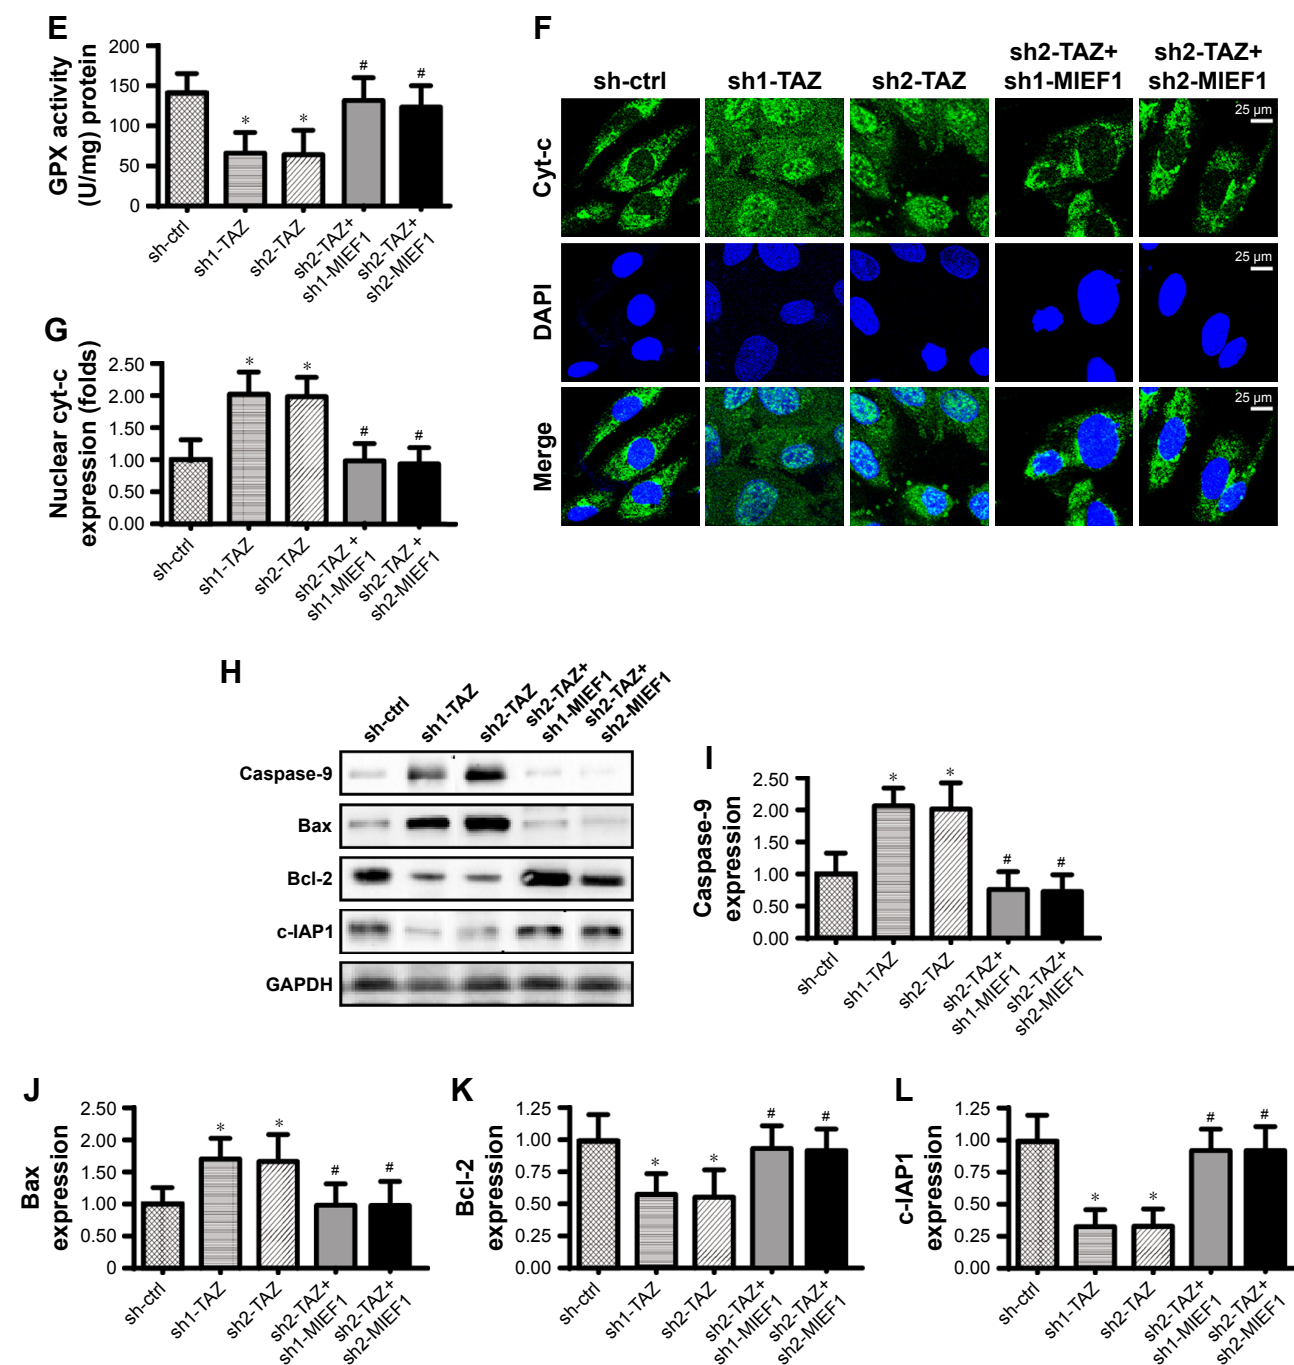 E
GPX activity
(U/mg) protein
200
150
100
50
0
*
*
#
#
sh-ctrl
sh1-TAZ
sh2-TAZ
sh2-TAZ+
sh1-MIEF1
sh2-TAZ+
sh2-MIEF1
F
sh-ctrl
sh1-TAZ
sh2-TAZ
sh2-TAZ+
sh1-MIEF1
sh2-TAZ+
sh2-MIEF1
Cyt-c
25 µm
DAPI
25 µm
Merge
25 µm
G
Nuclear cyt-c
expression (folds)
2.50
2.00
1.50
1.00
0.50
0.00
*
*
#
#
sh-ctrl
sh1-TAZ
sh2-TAZ
sh2-TAZ +
sh1-MIEF1
sh2-TAZ +
sh2-MIEF1
H
sh-ctrl
sh1-TAZ
sh2-TAZ
sh2-TAZ+
sh1-MIEF1
sh2-TAZ+
sh2-MIEF1
Caspase-9
Bax
Bcl-2
c-IAP1
GAPDH
I
Caspase-9
expression
2.50
2.00
1.50
1.00
0.50
0.00
*
*
#
#
sh-ctrl
sh1-TAZ
sh2-TAZ
sh2-TAZ+
sh1-MIEF1
sh2-TAZ+
sh2-MIEF1
J
Bax
expression
2.50
2.00
1.50
1.00
0.50
0
*
*
#
#
sh-ctrl
sh1-TAZ
sh2-TAZ
sh2-TAZ+
sh1-MIEF1
sh2-TAZ+
sh2-MIEF1
K
Bcl-2
expression
1.25
1.00
0.75
0.50
0.25
0.00
*
*
#
#
sh-ctrl
sh1-TAZ
sh2-TAZ
sh2-TAZ+
sh1-MIEF1
sh2-TAZ+
sh2-MIEF1
L
c-IAP1
expression
1.25
1.00
0.75
0.50
0.25
0.00
*
*
#
#
sh-ctrl
sh1-TAZ
sh2-TAZ
sh2-TAZ+
sh1-MIEF1
sh2-TAZ+
sh2-MIEF1